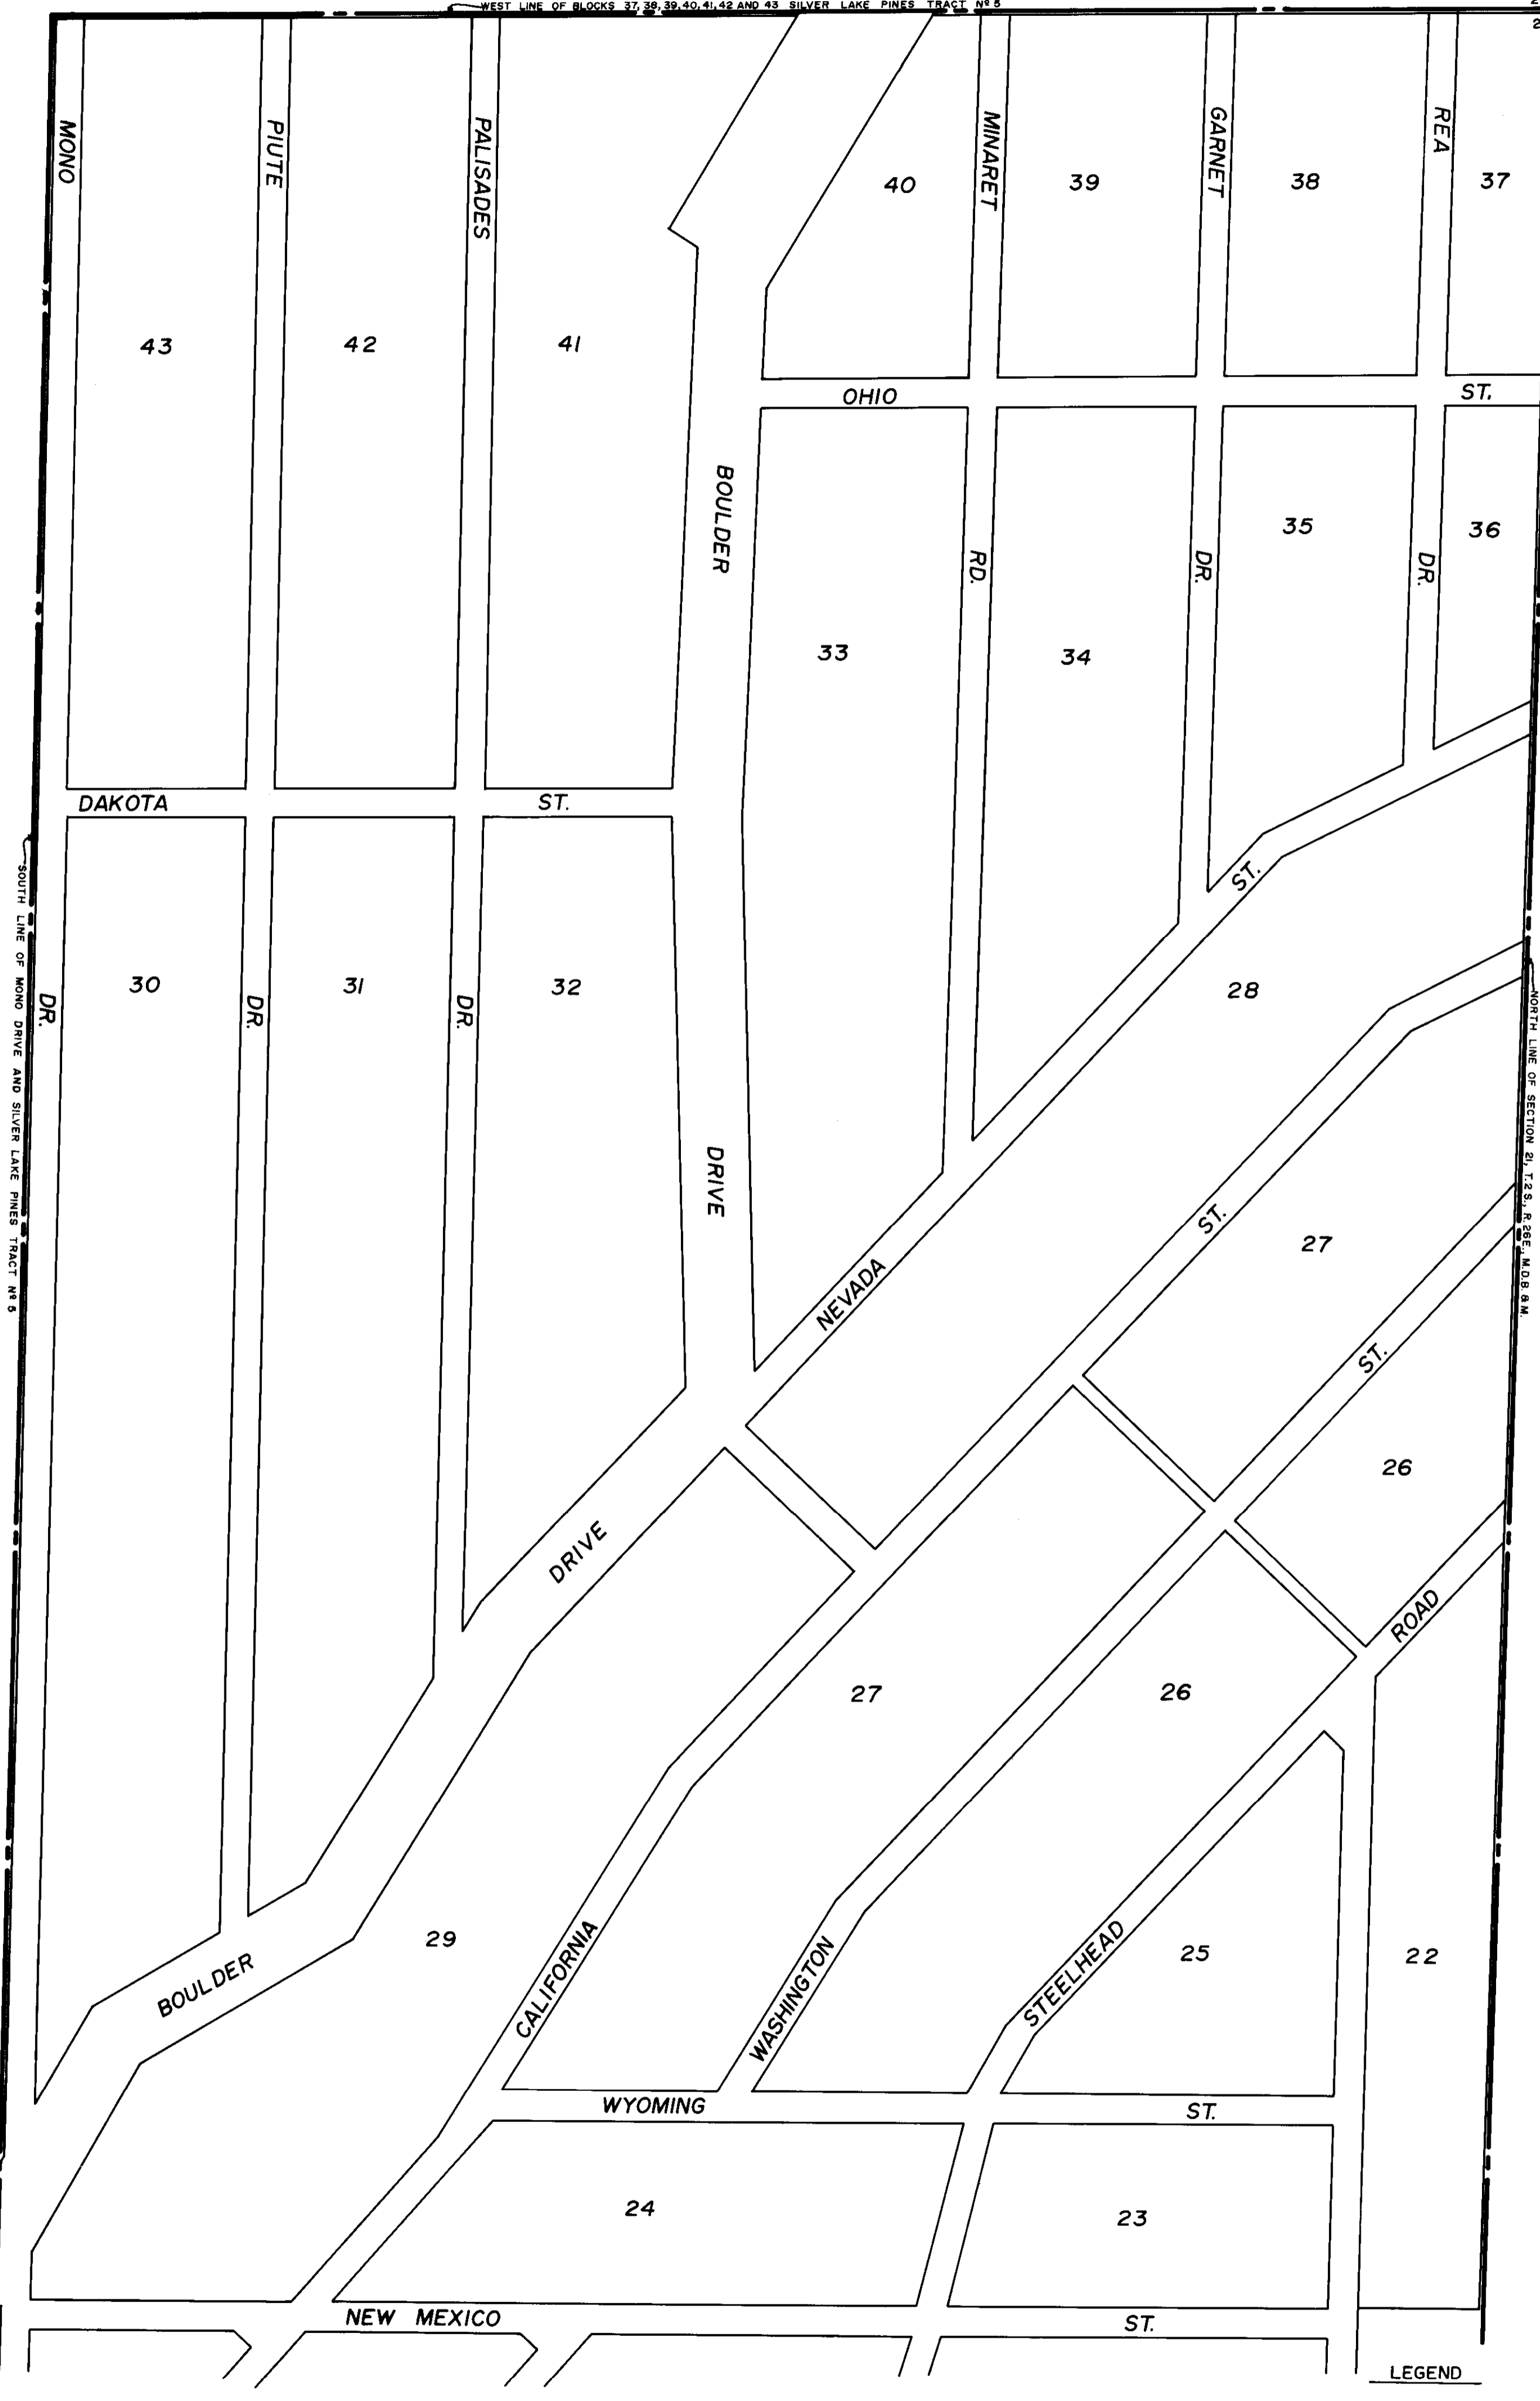 WEST LINE OF BLOCKS 37, 38, 39, 40, 41, 42 AND 43 SILVER LAKE PINES TRACT Nº 5
MONO
PIUTE
PALISADES
MINARET
GARNET
REA
40
39
38
37
43
42
41
OHIO
ST.
BOULDER
RD.
DR.
DR.
35
36
33
34
DAKOTA
ST.
ST.
SOUTH LINE OF MONO DRIVE AND SILVER LAKE PINES TRACT Nº 5
30
31
32
28
DR.
DR.
DR.
NORTH LINE OF SECTION 21, T.2 S., R.26E., M.D.B.&M.
DRIVE
ST.
27
NEVADA
ST.
26
DRIVE
ROAD
27
26
29
BOULDER
CALIFORNIA
WASHINGTON
STEELHEAD
25
22
WYOMING
ST.
24
23
NEW MEXICO
ST.
LEGEND